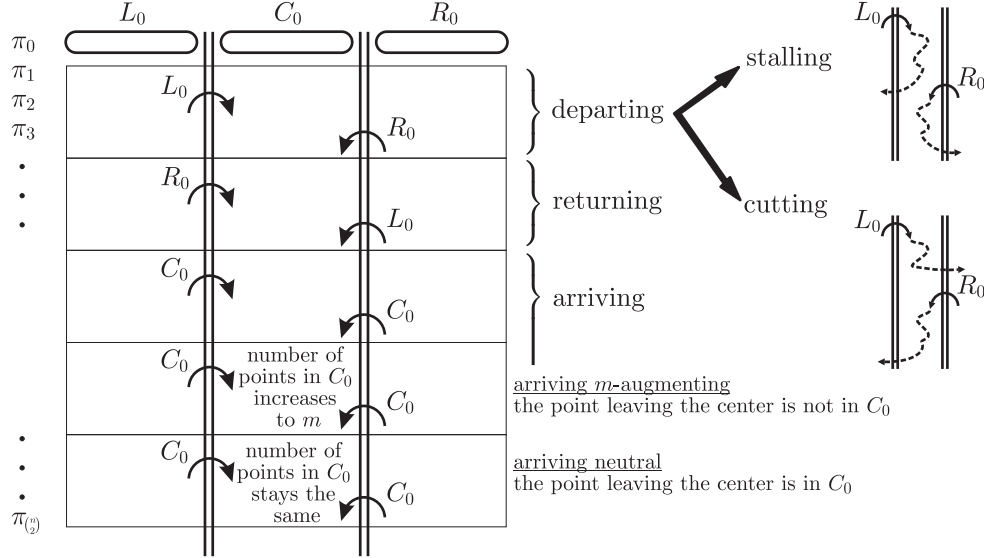 L₀ C₀ R₀
π₀
π₁
π₂
π₃
π_(n 2)
L₀
R₀
R₀
L₀
C₀
C₀
C₀
number of
points in C₀
increases
to m
C₀
C₀
number of
points in C₀
stays the
same
C₀
departing
returning
arriving
arriving m-augmenting
the point leaving the center is not in C₀
arriving neutral
the point leaving the center is in C₀
stalling
cutting
L₀
R₀
L₀
R₀